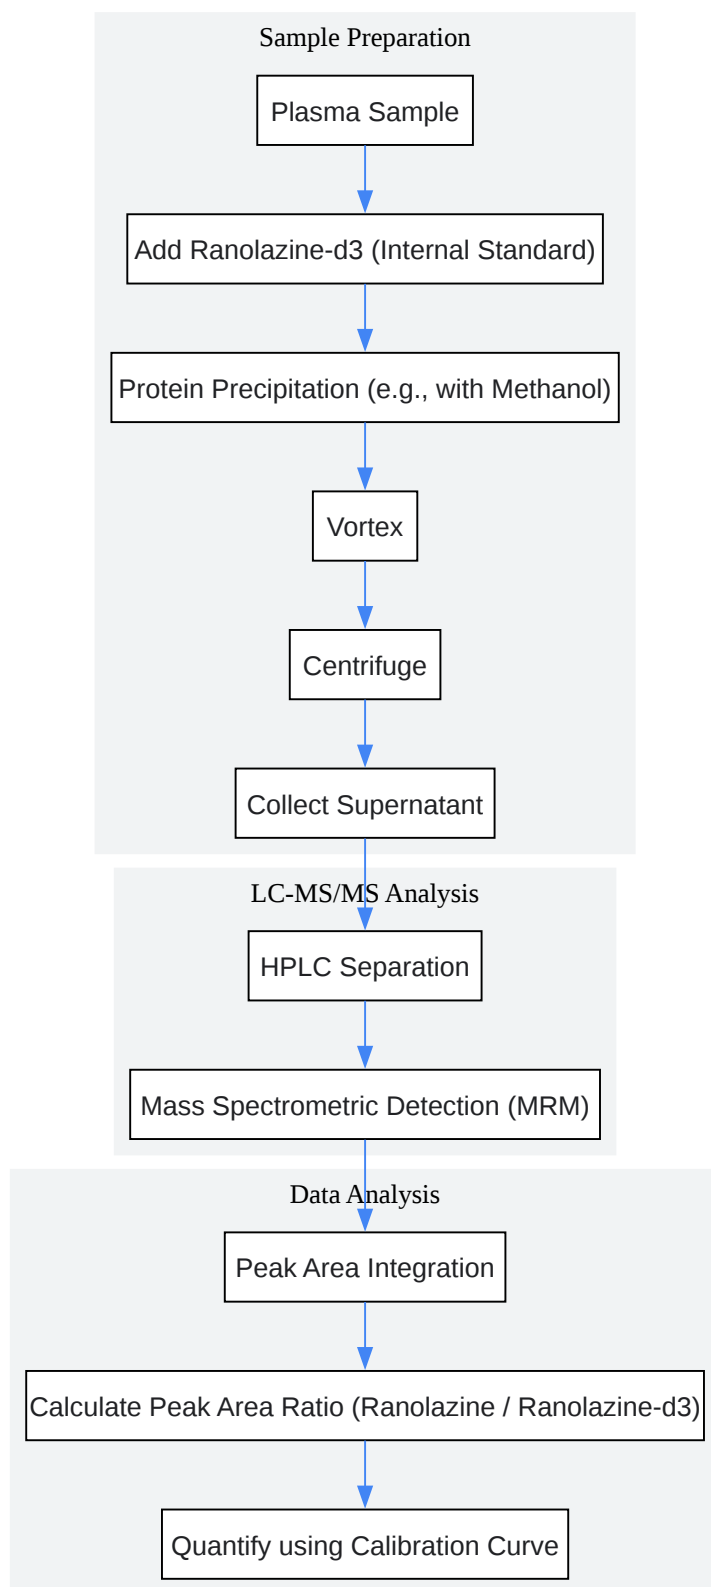 Sample Preparation
Plasma Sample
Add Ranolazine-d3 (Internal Standard)
Protein Precipitation (e.g., with Methanol)
Vortex
Centrifuge
Collect Supernatant
LC-MS/MS Analysis
HPLC Separation
Mass Spectrometric Detection (MRM)
Data Analysis
Peak Area Integration
Calculate Peak Area Ratio (Ranolazine / Ranolazine-d3)
Quantify using Calibration Curve